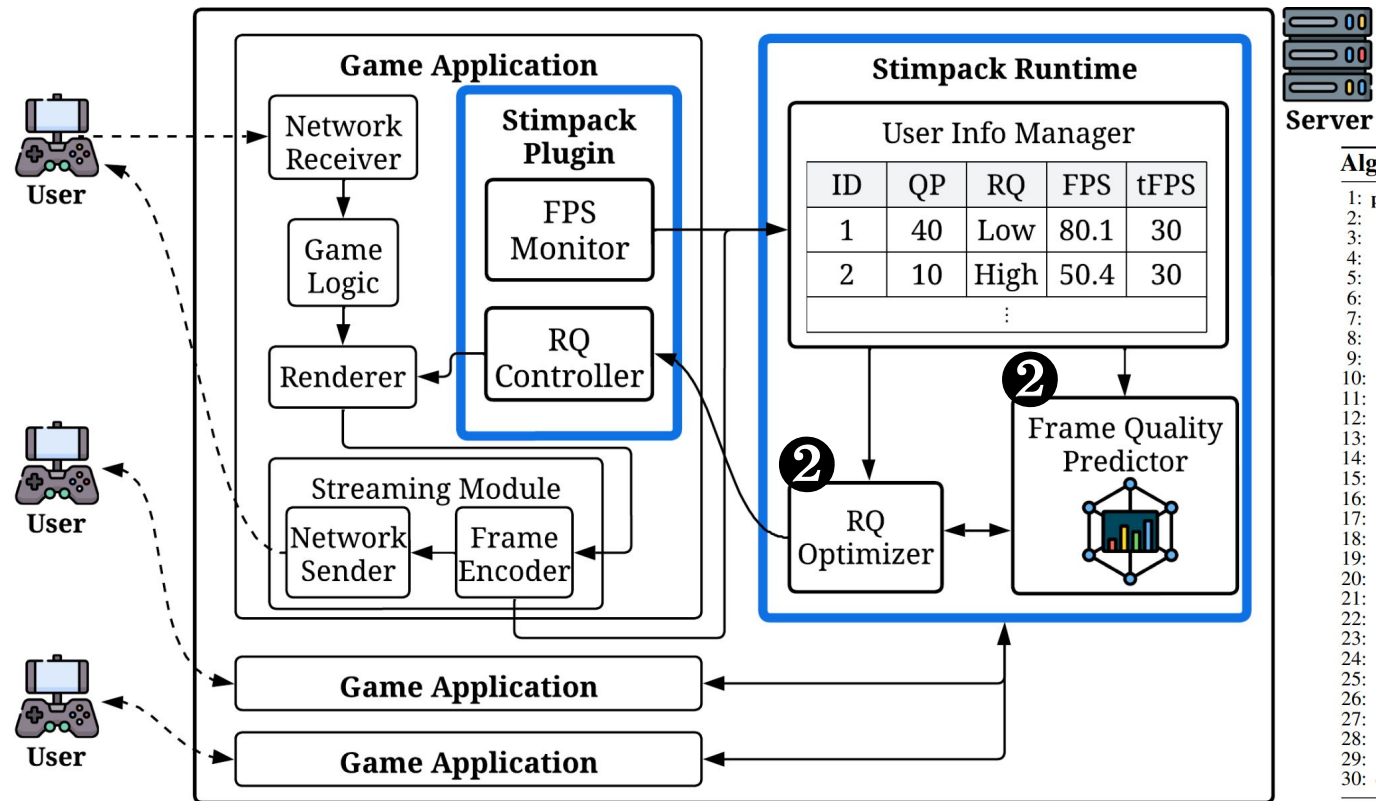 Game Application
Network
Receiver
Game
Logic
Renderer
Stimpack
Plugin
FPS
Monitor
RQ
Controller
Streaming Module
Network
Sender
Frame
Encoder
Game Application
Game Application
User
User
User
Stimpack Runtime
User Info Manager
ID QP RQ FPS tFPS
1 40 Low 80.1 30
2 10 High 50.4 30
⋮
2
RQ
Optimizer
2
Frame Quality
Predictor
Server
Alg
1:
2:
3:
4:
5:
6:
7:
8:
9:
10:
11:
12:
13:
14:
15:
16:
17:
18:
19:
20:
21:
22:
23:
24:
25:
26:
27:
28:
29:
30: